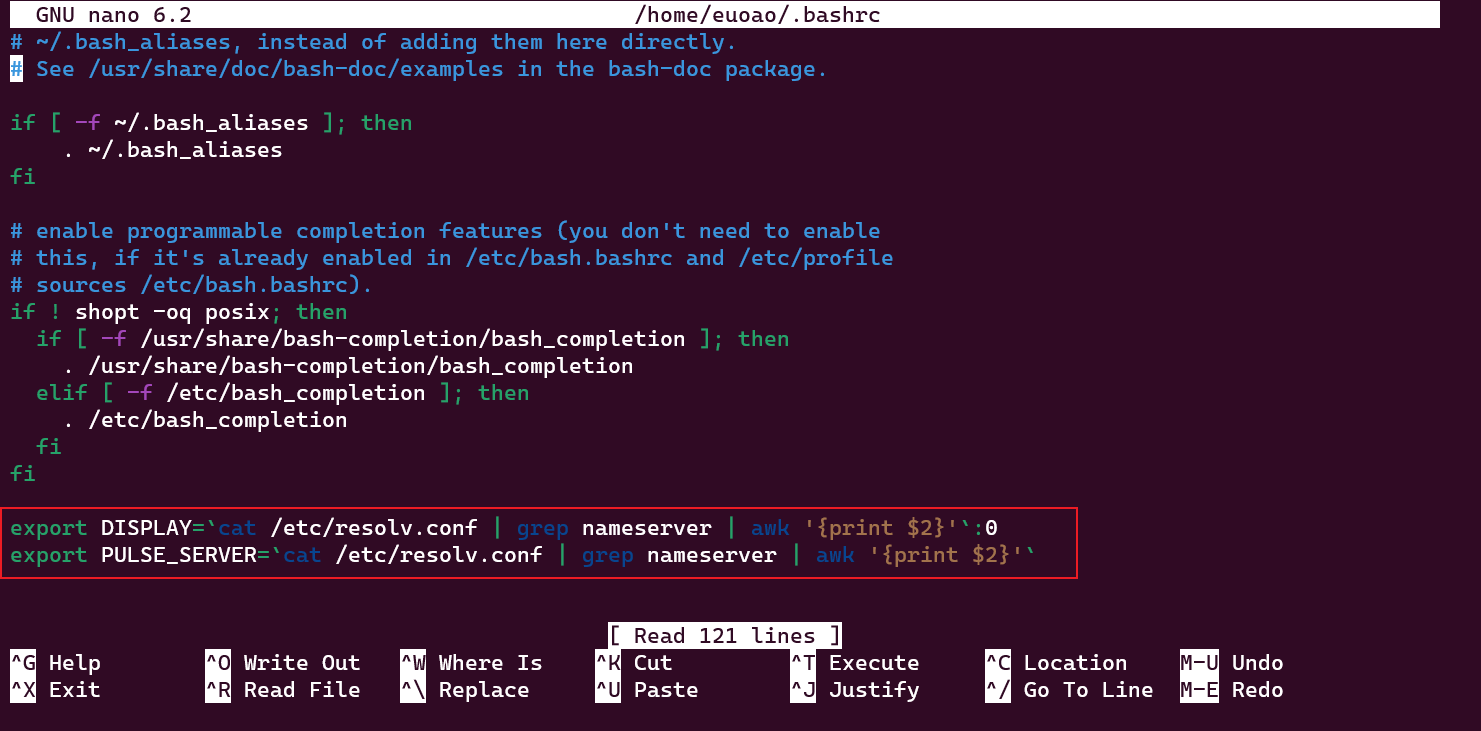 GNU nano 6.2 /home/euoao/.bashrc
# ~/.bash_aliases, instead of adding them here directly.
# See /usr/share/doc/bash-doc/examples in the bash-doc package.
if [ -f ~/.bash_aliases ]; then
    . ~/.bash_aliases
fi
# enable programmable completion features (you don't need to enable
# this, if it's already enabled in /etc/bash.bashrc and /etc/profile
# sources /etc/bash.bashrc).
if ! shopt -oq posix; then
  if [ -f /usr/share/bash-completion/bash_completion ]; then
    . /usr/share/bash-completion/bash_completion
  elif [ -f /etc/bash_completion ]; then
    . /etc/bash_completion
  fi
fi
export DISPLAY=`cat /etc/resolv.conf | grep nameserver | awk '{print $2}'`:0
export PULSE_SERVER=`cat /etc/resolv.conf | grep nameserver | awk '{print $2}'`
[ Read 121 lines ]
^G Help ^O Write Out ^W Where Is ^K Cut ^T Execute ^C Location M-U Undo
^X Exit ^R Read File ^\ Replace ^U Paste ^J Justify ^/ Go To Line M-E Redo